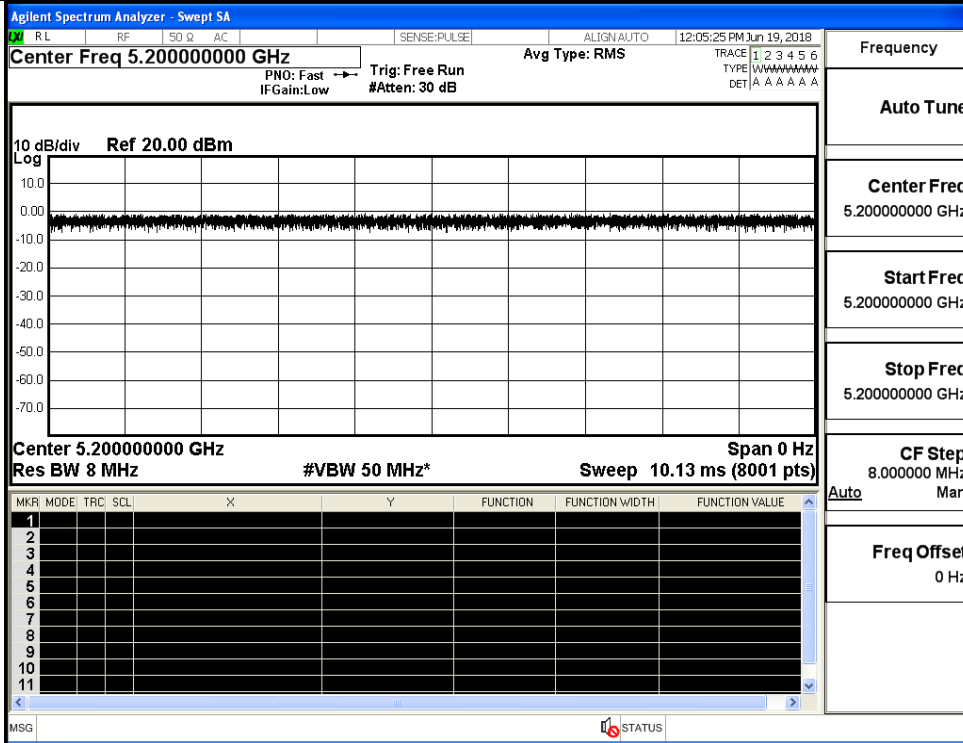 Agilent Spectrum Analyzer - Swept SA
LXI RL RF 50 Ω AC SENSE:PULSE ALIGN AUTO 12:05:25 PM Jun 19, 2018
Center Freq 5.200000000 GHz Avg Type: RMS TRACE 1 2 3 4 5 6
PNO: Fast Trig: Free Run TYPE WWWWWW
IFGain:Low #Atten: 30 dB DET A A A A A A
10 dB/div Ref 20.00 dBm
Log
10.0
0.00
-10.0
-20.0
-30.0
-40.0
-50.0
-60.0
-70.0
Center 5.200000000 GHz Span 0 Hz
Res BW 8 MHz #VBW 50 MHz* Sweep 10.13 ms (8001 pts)
MKR MODE TRC SCL X Y FUNCTION FUNCTION WIDTH FUNCTION VALUE
1
2
3
4
5
6
7
8
9
10
11
MSG STATUS
Frequency
Auto Tune
Center Freq
5.200000000 GHz
Start Freq
5.200000000 GHz
Stop Freq
5.200000000 GHz
CF Step
8.000000 MHz
Auto Man
Freq Offset
0 Hz